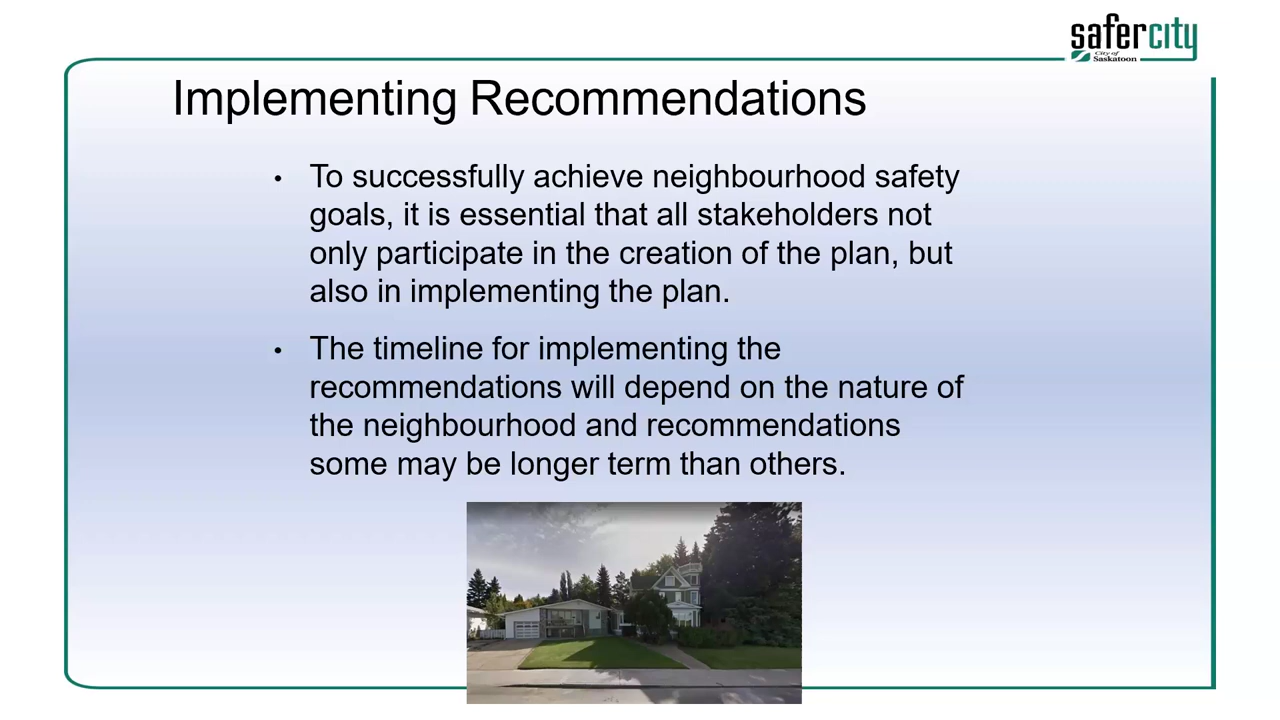 safercity
City of
Saskatoon
Implementing Recommendations
• To successfully achieve neighbourhood safety
goals, it is essential that all stakeholders not
only participate in the creation of the plan, but
also in implementing the plan.
• The timeline for implementing the
recommendations will depend on the nature of
the neighbourhood and recommendations
some may be longer term than others.